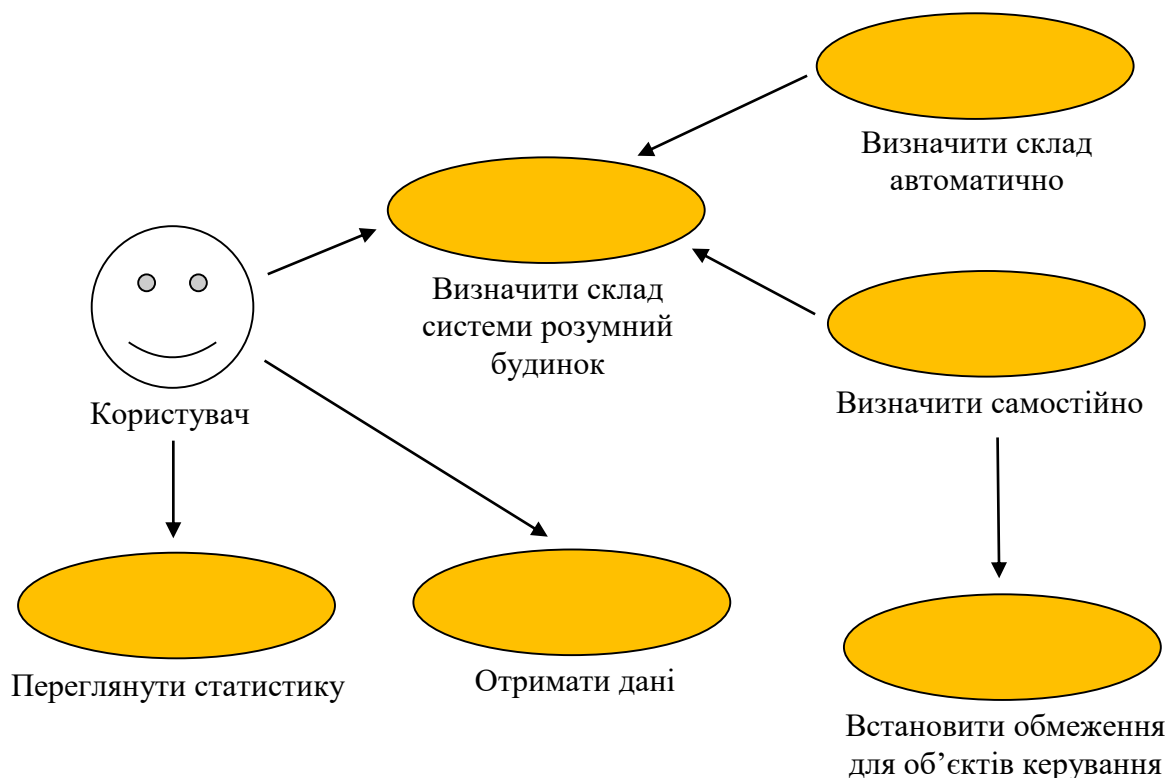 Визначити склад
автоматично
Визначити склад
системи розумний
будинок
Визначити самостійно
Користувач
Переглянути статистику
Отримати дані
Встановити обмеження
для об’єктів керування